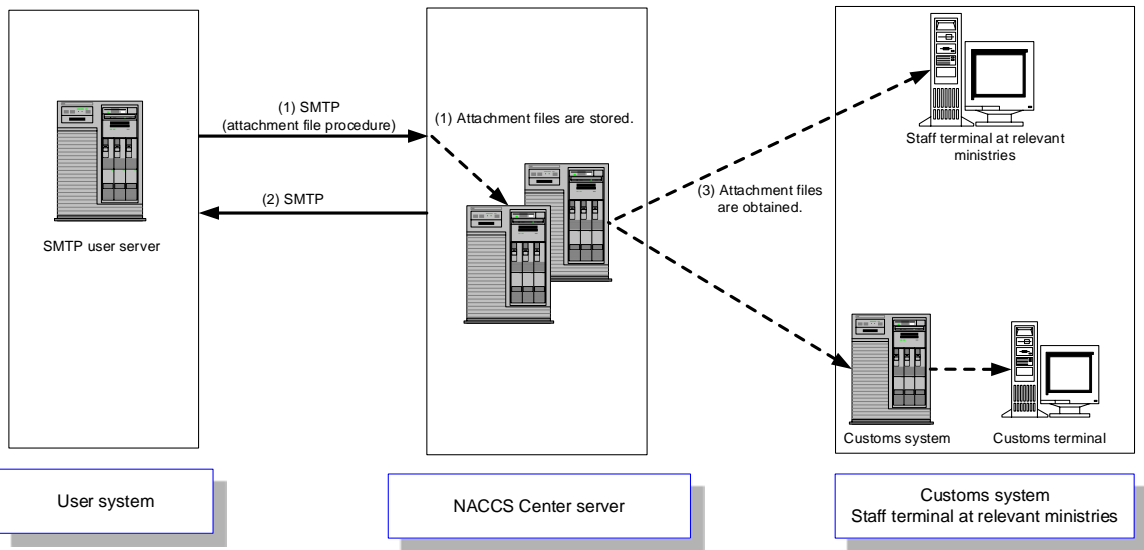 (1) SMTP
(attachment file procedure)
(1) Attachment files are stored.
(2) SMTP
SMTP user server
(3) Attachment files
are obtained.
Staff terminal at relevant
ministries
Customs system
Customs terminal
User system
NACCS Center server
Customs system
Staff terminal at relevant ministries